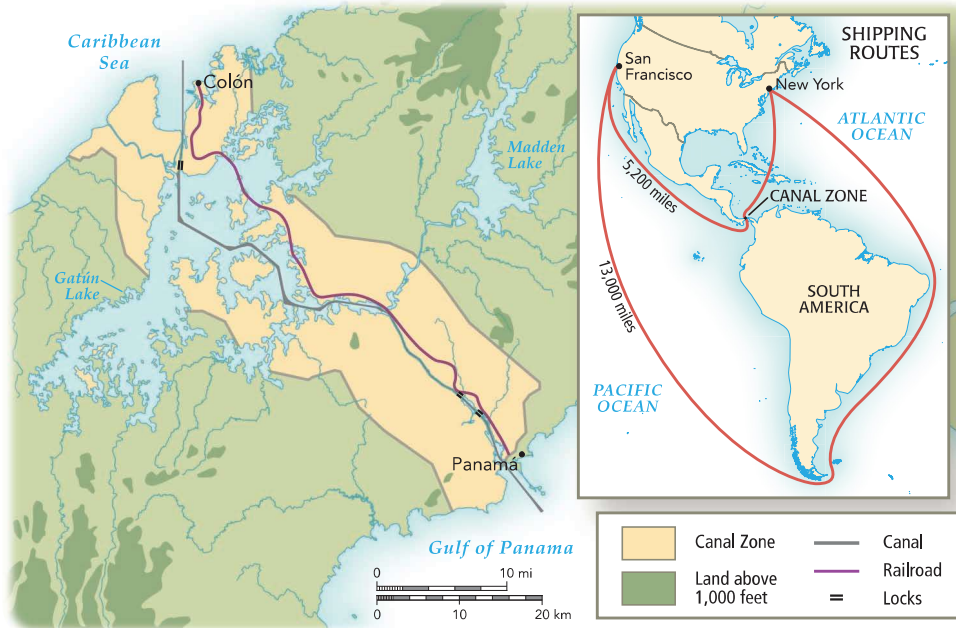 Caribbean
Sea
Colón
Madden
Lake
Gatún
Lake
Panamá
Gulf of Panama
0 10 mi
0 10 20 km
SHIPPING
ROUTES
San
Francisco
New York
ATLANTIC
OCEAN
5,200 miles
CANAL ZONE
13,000 miles
SOUTH
AMERICA
PACIFIC
OCEAN
Canal Zone
Land above
1,000 feet
Canal
Railroad
Locks